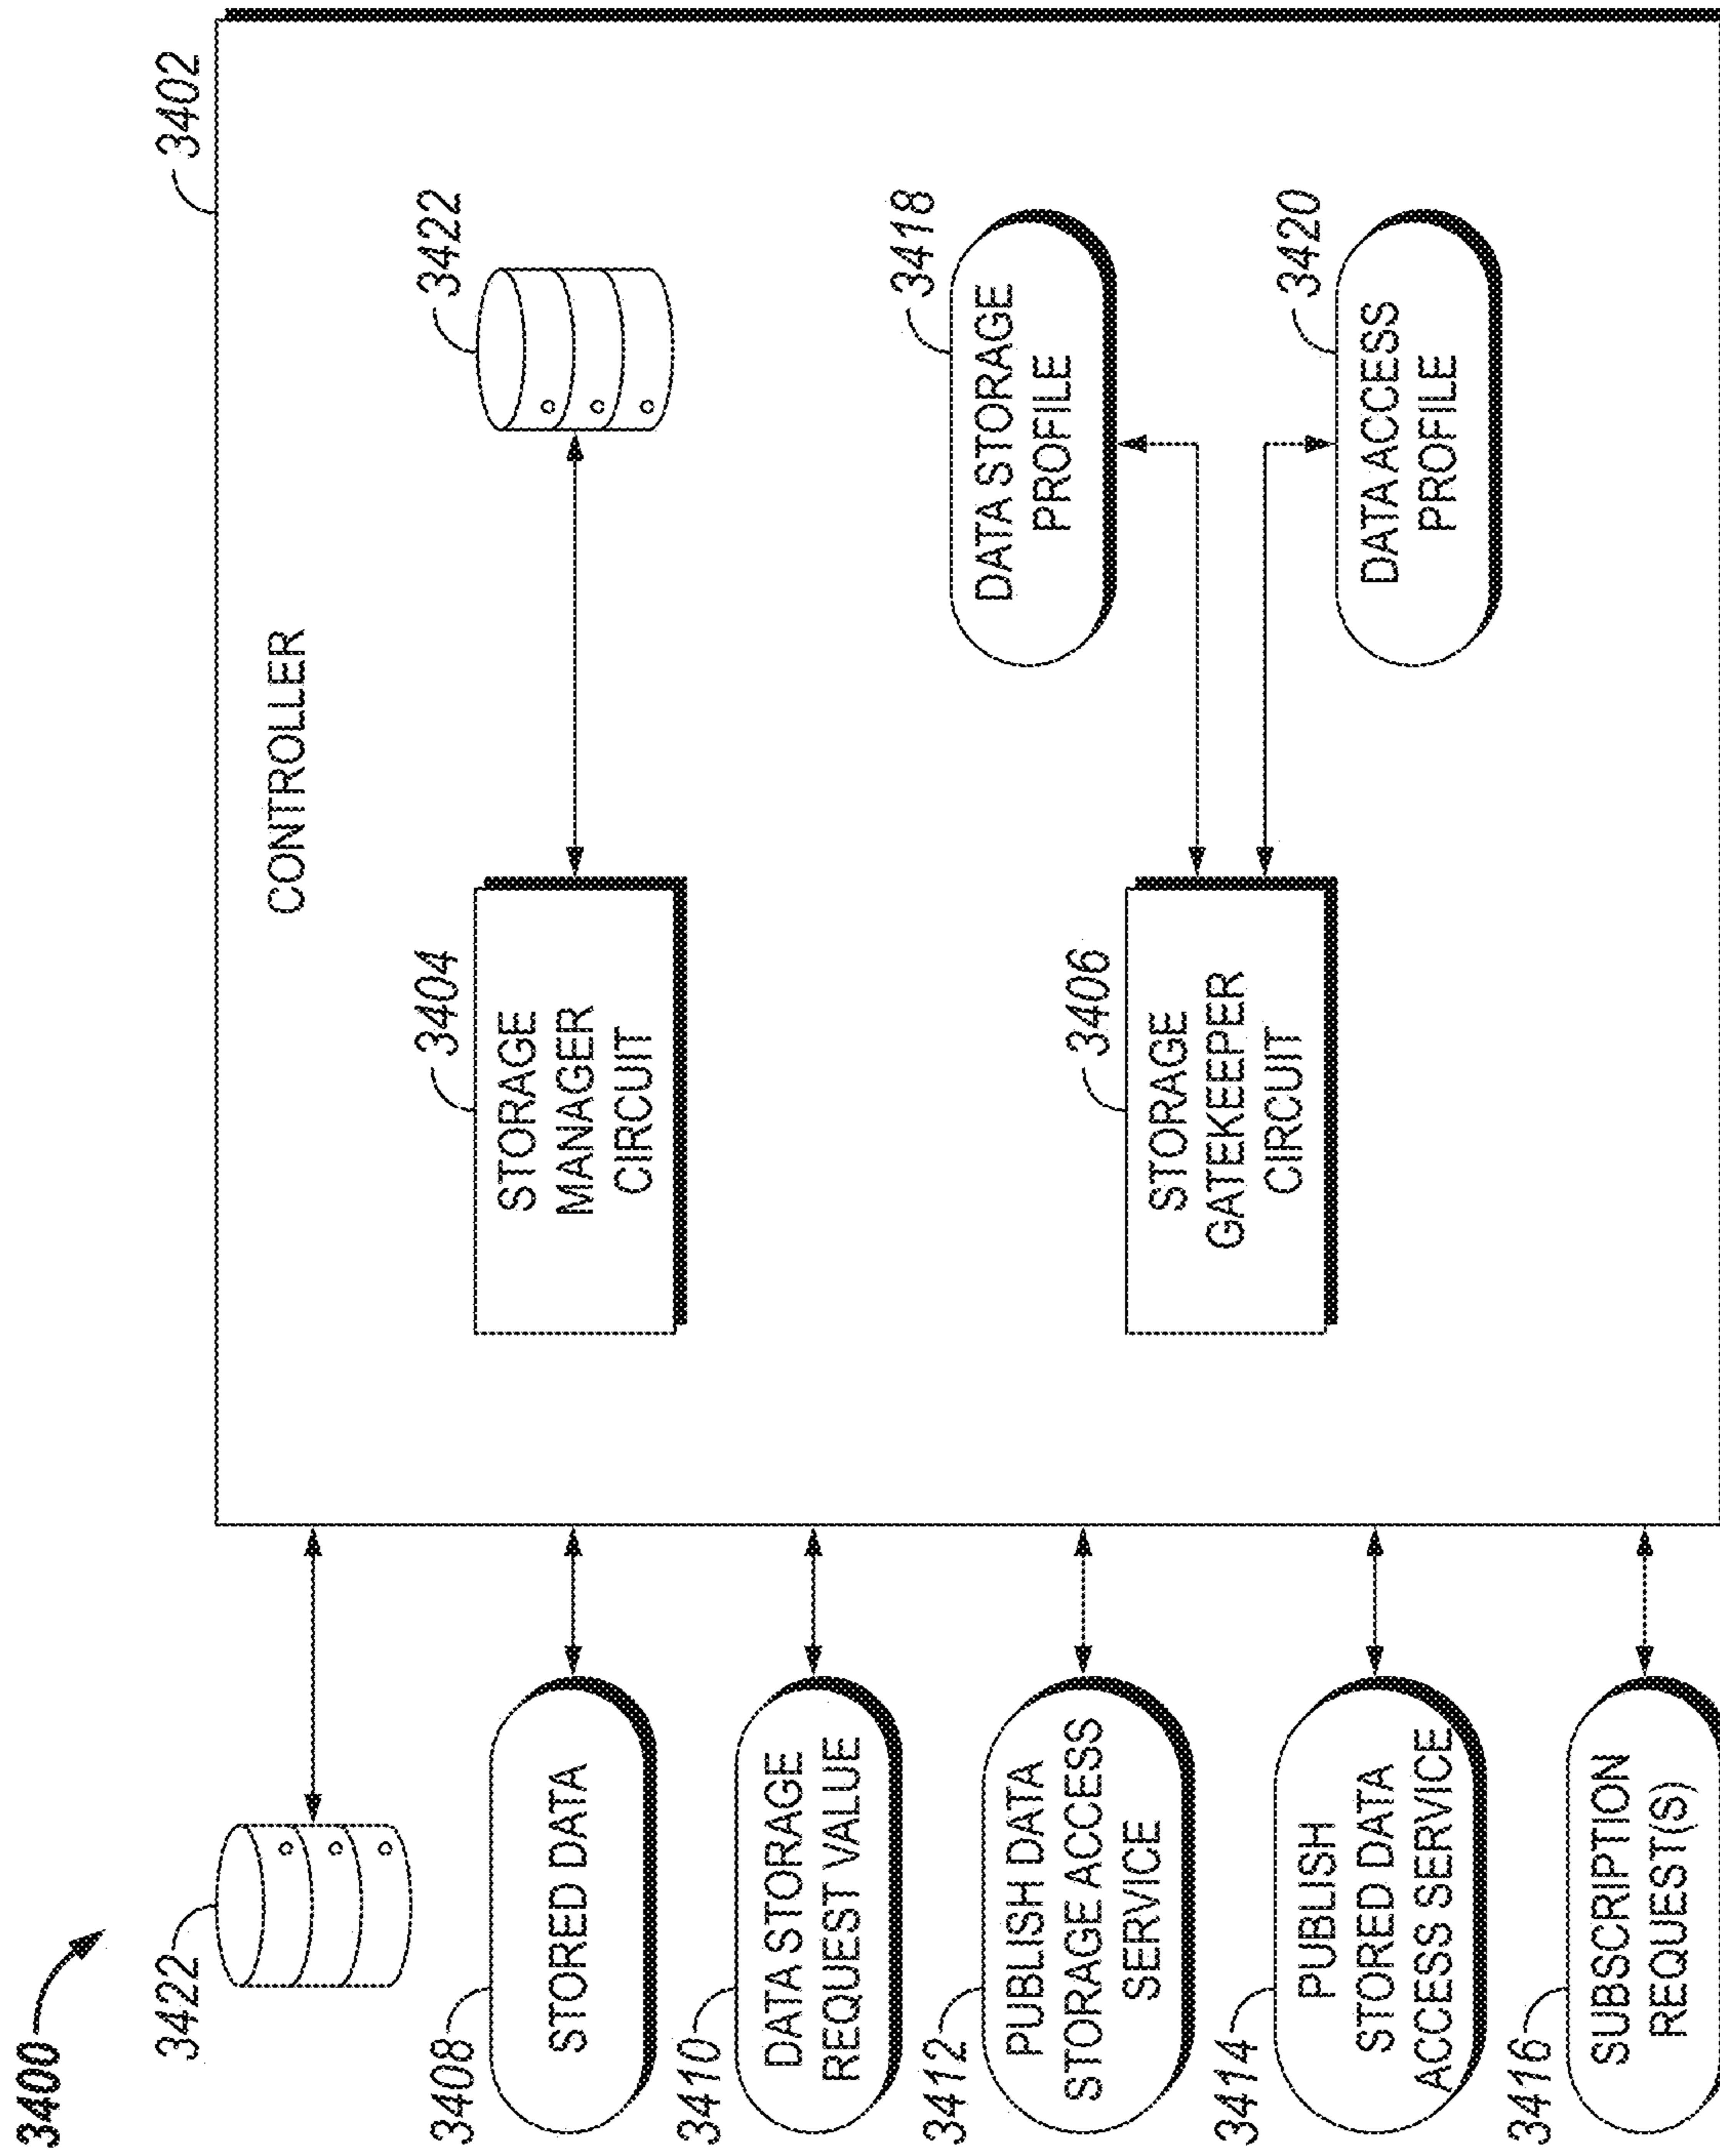 3400
3422
3408
STORED DATA
3410
DATA STORAGE
REQUEST VALUE
3412
PUBLISH DATA
STORAGE ACCESS
SERVICE
3414
PUBLISH
STORED DATA
ACCESS SERVICE
3416
SUBSCRIPTION
REQUEST(S)
3402
CONTROLLER
3404
STORAGE
MANAGER
CIRCUIT
3422
3406
STORAGE
GATEKEEPER
CIRCUIT
3418
DATA STORAGE
PROFILE
3420
DATA ACCESS
PROFILE